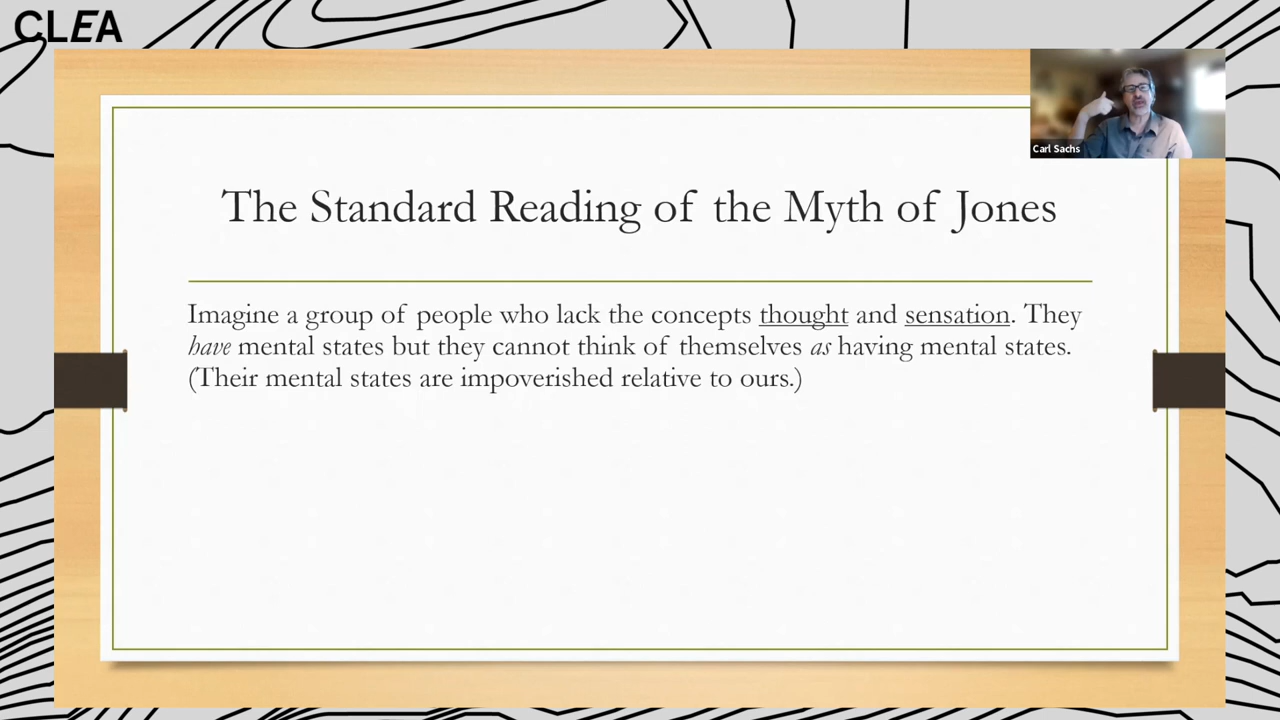 CLEA
Carl Sachs
The Standard Reading of the Myth of Jones
Imagine a group of people who lack the concepts thought and sensation. They
have mental states but they cannot think of themselves as having mental states.
(Their mental states are impoverished relative to ours.)